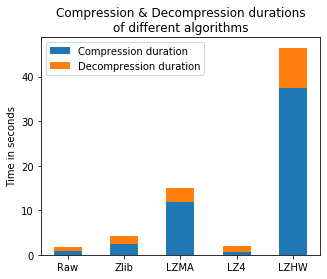 Compression & Decompression durations
of different algorithms
Compression duration
Decompression duration
Time in seconds
40
30
20
10
0
Raw Zlib LZMA LZ4 LZHW